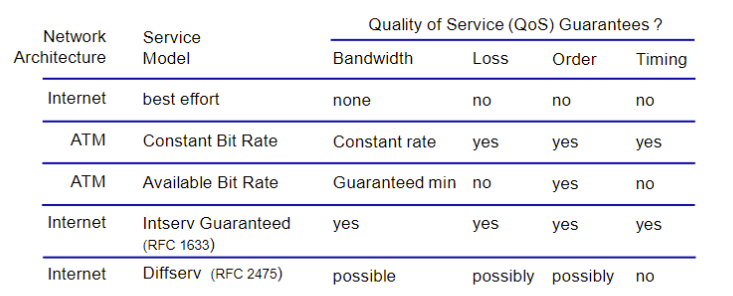 Quality of Service (QoS) Guarantees ?
Network Architecture Service Model Bandwidth Loss Order Timing
Internet best effort none no no no
ATM Constant Bit Rate Constant rate yes yes yes
ATM Available Bit Rate Guaranteed min no yes no
Internet Intserv Guaranteed (RFC 1633) yes yes yes yes
Internet Diffserv (RFC 2475) possible possibly possibly no